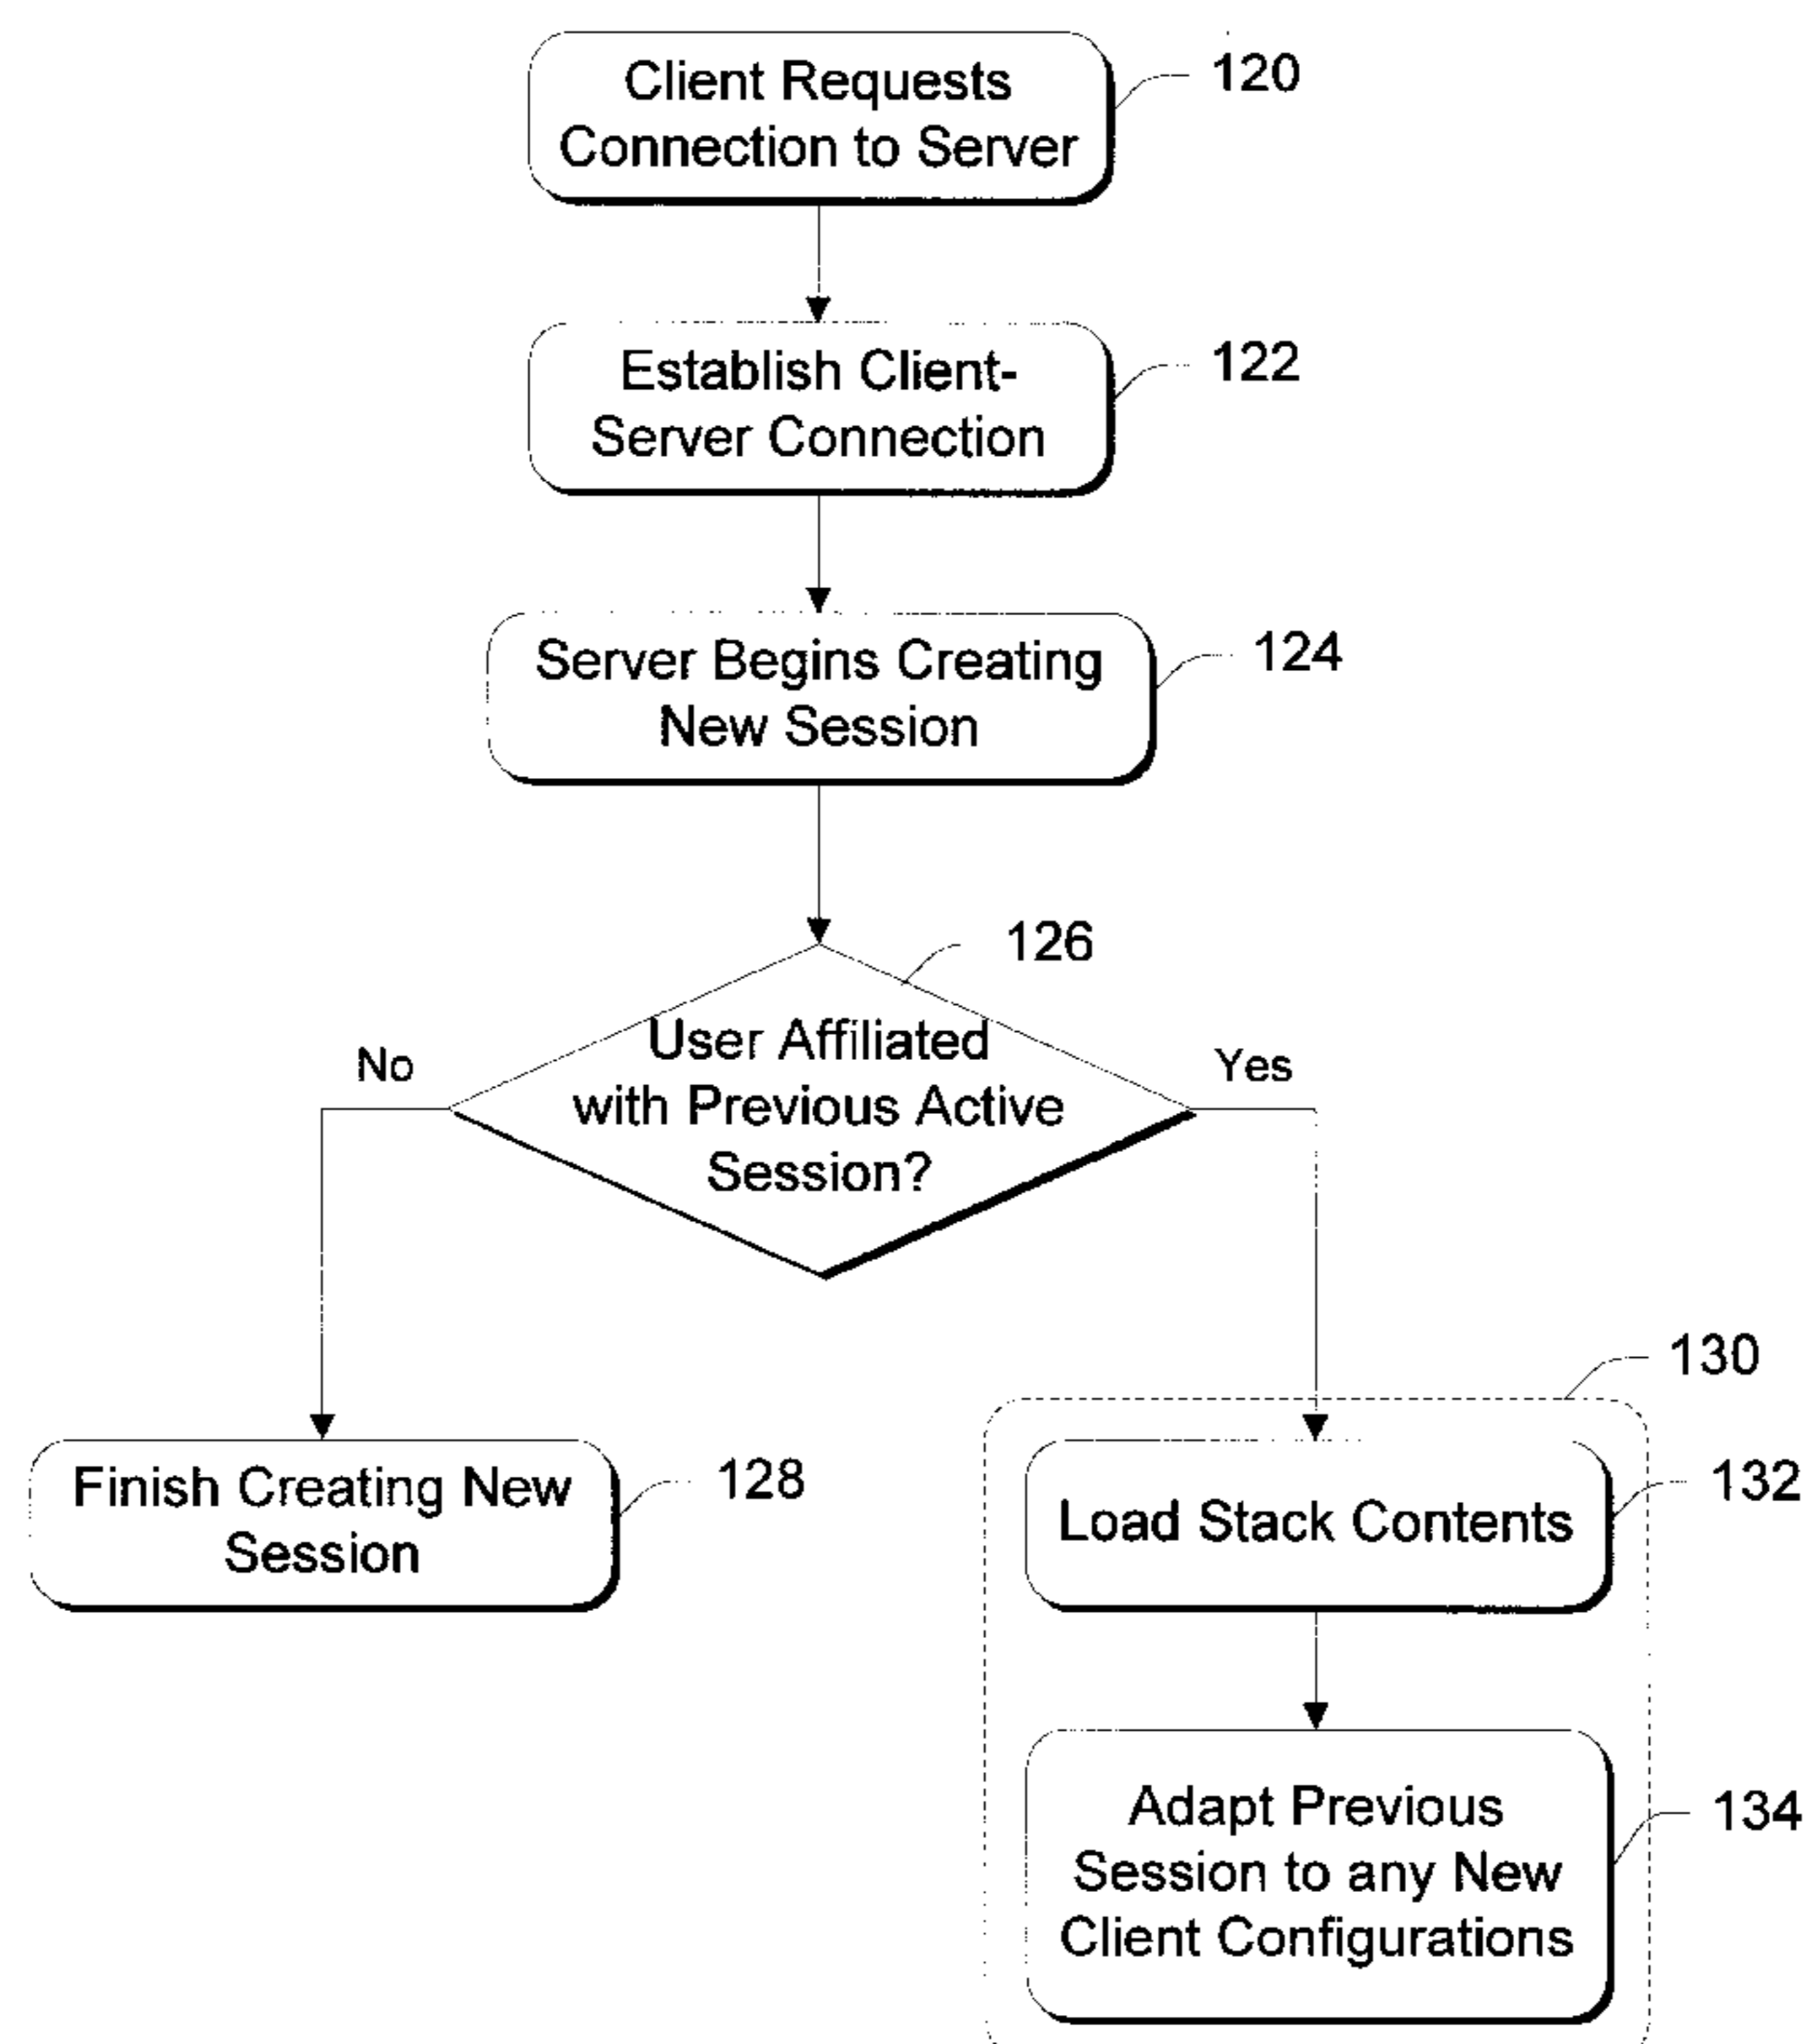 Client Requests
Connection to Server
120
Establish Client-
Server Connection
122
Server Begins Creating
New Session
124
126
User Affiliated
with Previous Active
Session?
No
Yes
130
Finish Creating New
Session
128
Load Stack Contents
132
Adapt Previous
Session to any New
Client Configurations
134